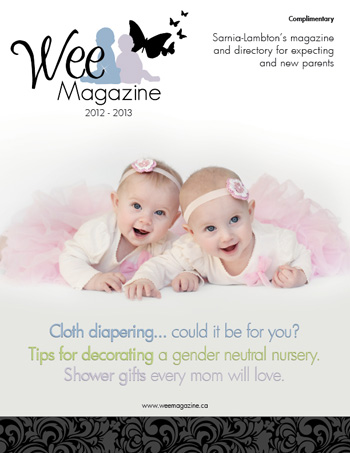 Complimentary
Wee
Magazine
2012 - 2013
Sarnia-Lambton's magazine
and directory for expecting
and new parents
Cloth diapering... could it be for you?
Tips for decorating a gender neutral nursery.
Shower gifts every mom will love.
www.weemagazine.ca